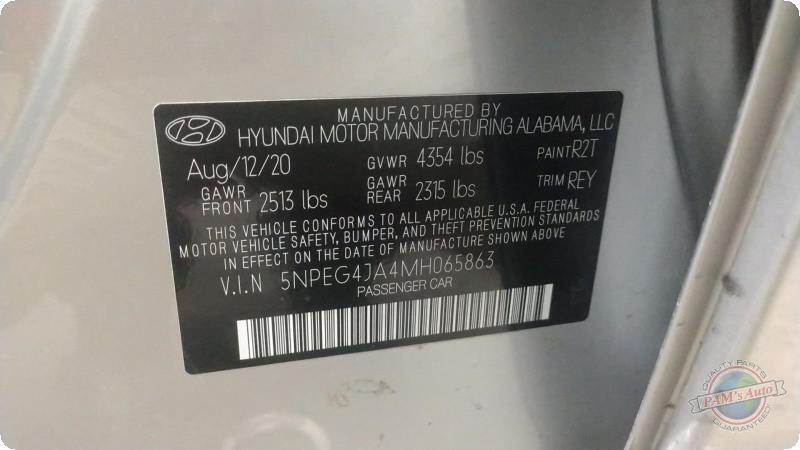 MANUFACTURED BY
HYUNDAI MOTOR MANUFACTURING ALABAMA, LLC
Aug/12/20 GVWR 4354 lbs PAINT R2T
GAWR FRONT 2513 lbs GAWR REAR 2315 lbs TRIM REY
THIS VEHICLE CONFORMS TO ALL APPLICABLE U.S.A. FEDERAL
MOTOR VEHICLE SAFETY, BUMPER, AND THEFT PREVENTION STANDARDS
IN EFFECT ON THE DATE OF MANUFACTURE SHOWN ABOVE.
V.I.N 5NPEG4JA4MH065863
PASSENGER CAR
QUALITY PARTS
PAM's Auto
GUARANTEED